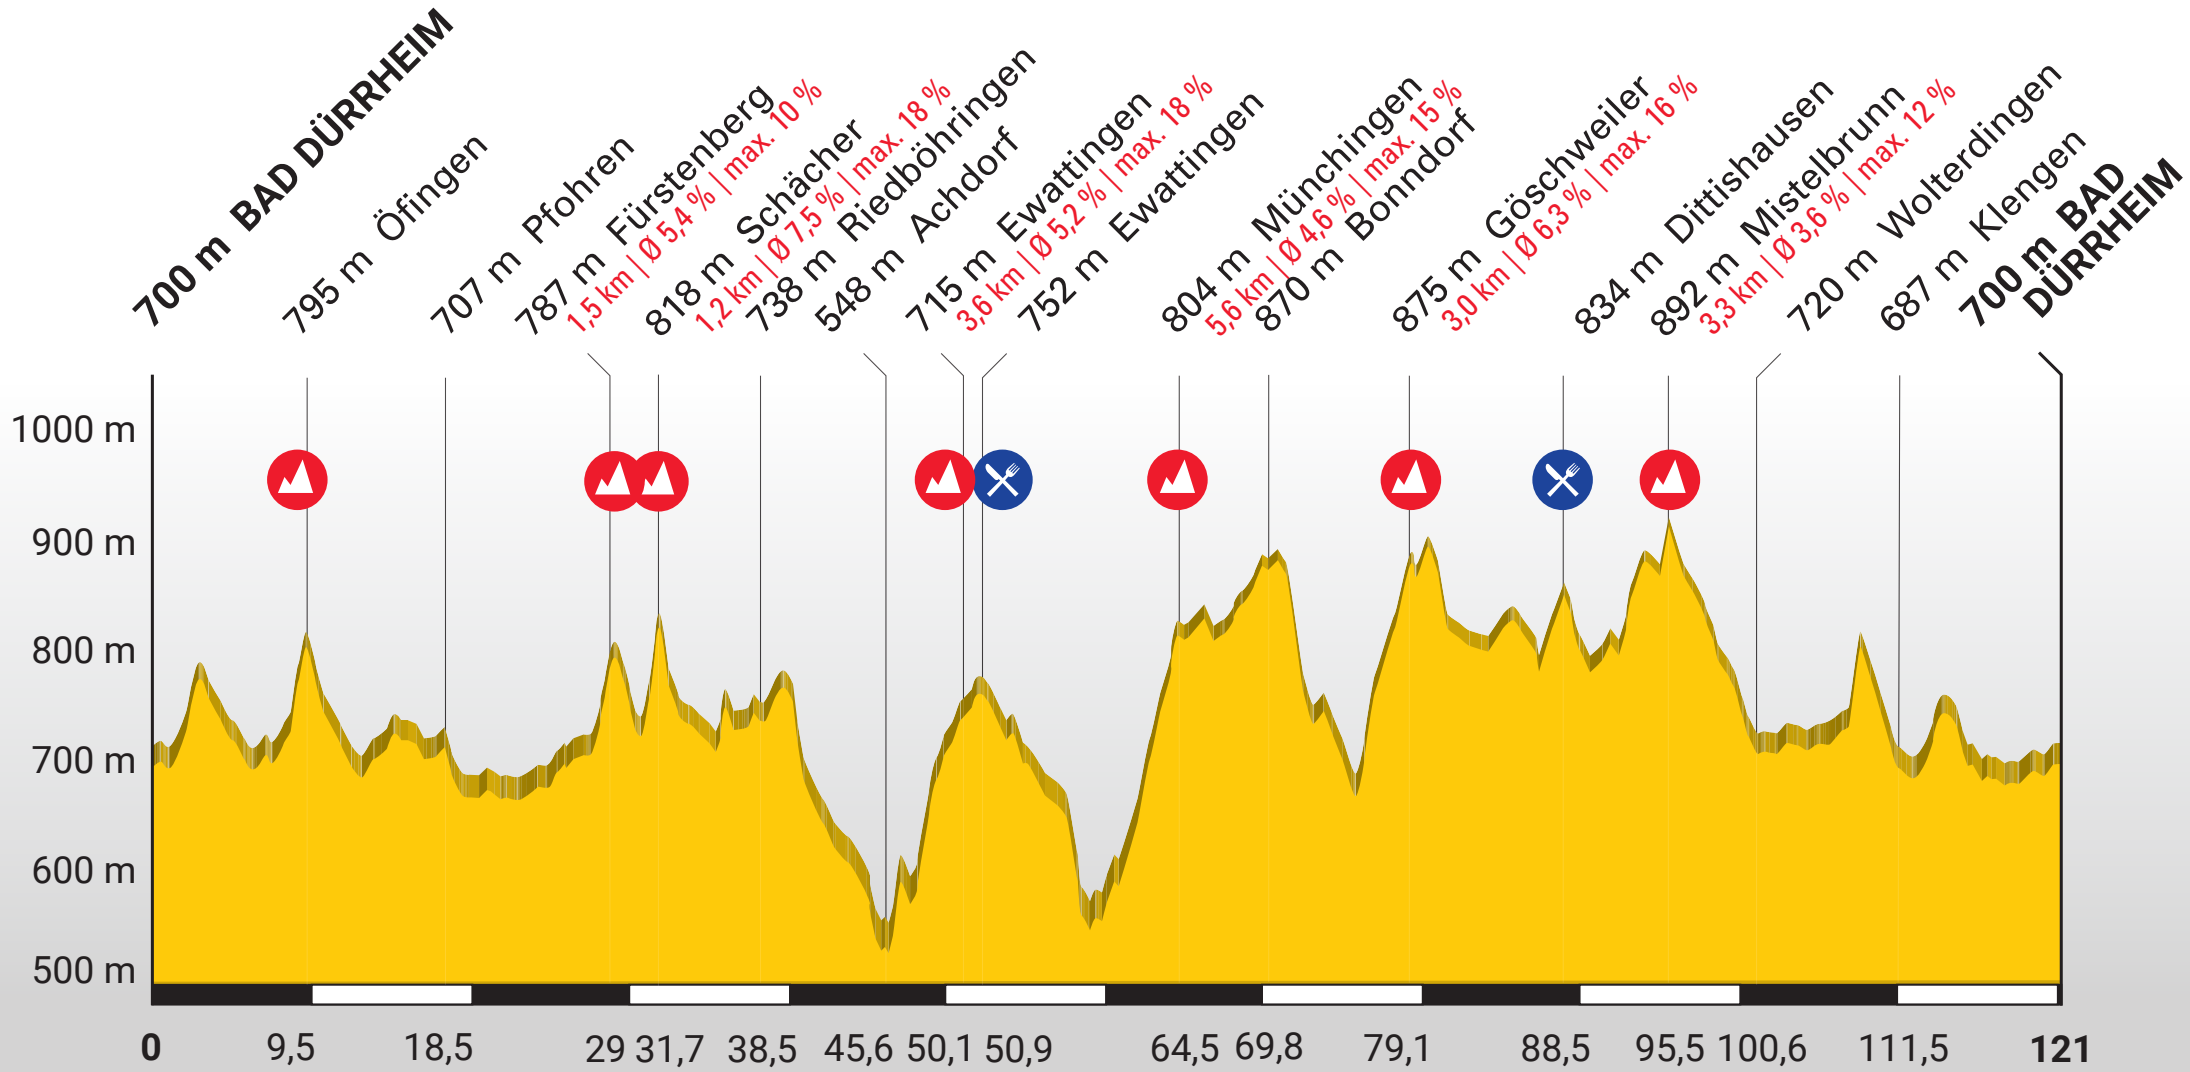 700 m BAD DÜRRHEIM
795 m Öfingen
707 m Pfohren
787 m Fürstenberg
1,5 km | Ø 5,4 % | max. 10 %
818 m Schächer
1,2 km | Ø 7,5 % | max. 18 %
738 m Riedböhringen
548 m Achdorf
715 m Ewattingen
3,6 km | Ø 5,2 % | max. 18 %
752 m Ewattingen
804 m Münchingen
5,6 km | Ø 4,6 % | max. 15 %
870 m Bonndorf
875 m Göschweiler
3,0 km | Ø 6,3 % | max. 16 %
834 m Dittishausen
892 m Mistelbrunn
3,3 km | Ø 3,6 % | max. 12 %
720 m Wolterdingen
687 m Klengen
700 m BAD
DÜRRHEIM
1000 m
900 m
800 m
700 m
600 m
500 m
0 9,5 18,5 29 31,7 38,5 45,6 50,1 50,9 64,5 69,8 79,1 88,5 95,5 100,6 111,5 121